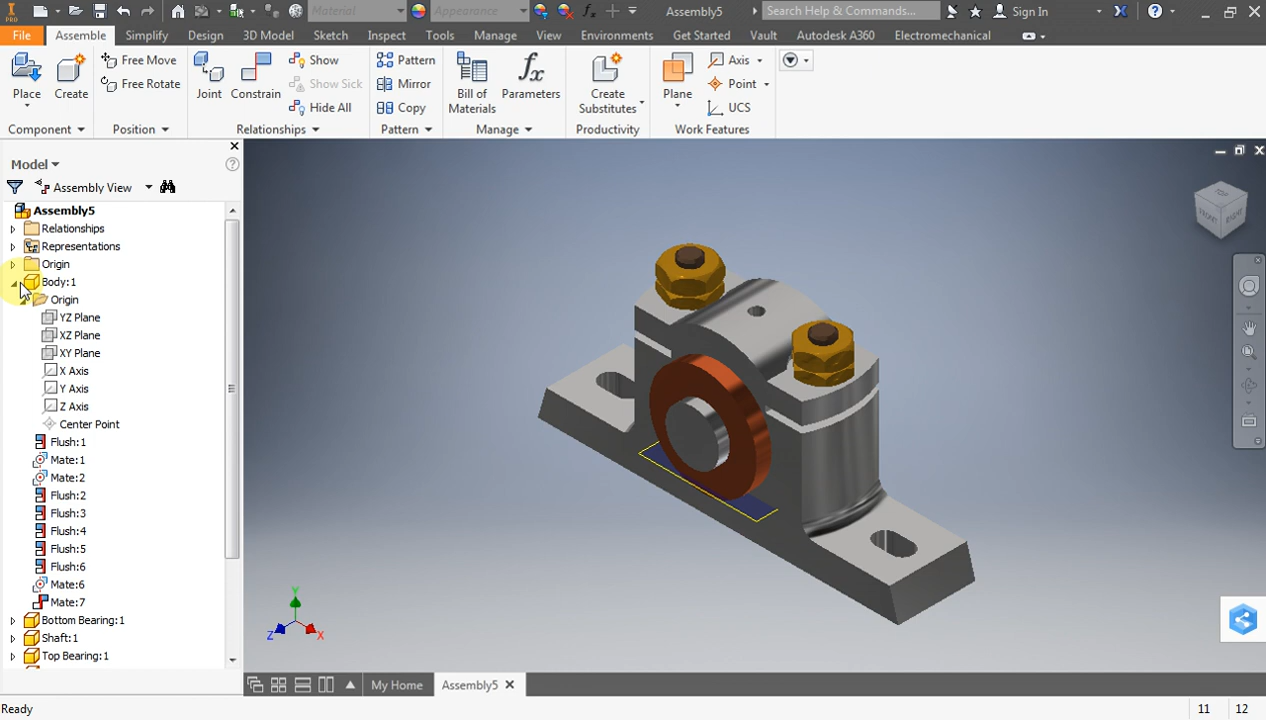 PRO
Material
Appearance
Assembly5
Search Help & Commands...
Sign In
File
Assemble
Simplify
Design
3D Model
Sketch
Inspect
Tools
Manage
View
Environments
Get Started
Vault
Autodesk A360
Electromechanical
Place
Create
Free Move
Free Rotate
Joint
Constrain
Show
Show Sick
Hide All
Pattern
Mirror
Copy
Bill of
Materials
fx
Parameters
Create
Substitutes
Plane
Axis
Point
UCS
Component
Position
Relationships
Pattern
Manage
Productivity
Work Features
Model
Assembly View
Assembly5
Relationships
Representations
Origin
Body:1
Origin
YZ Plane
XZ Plane
XY Plane
X Axis
Y Axis
Z Axis
Center Point
Flush:1
Mate:1
Mate:2
Flush:2
Flush:3
Flush:4
Flush:5
Flush:6
Mate:6
Mate:7
Bottom Bearing:1
Shaft:1
Top Bearing:1
TOP
FRONT
RIGHT
Y
Z
X
My Home
Assembly5
Ready
11
12